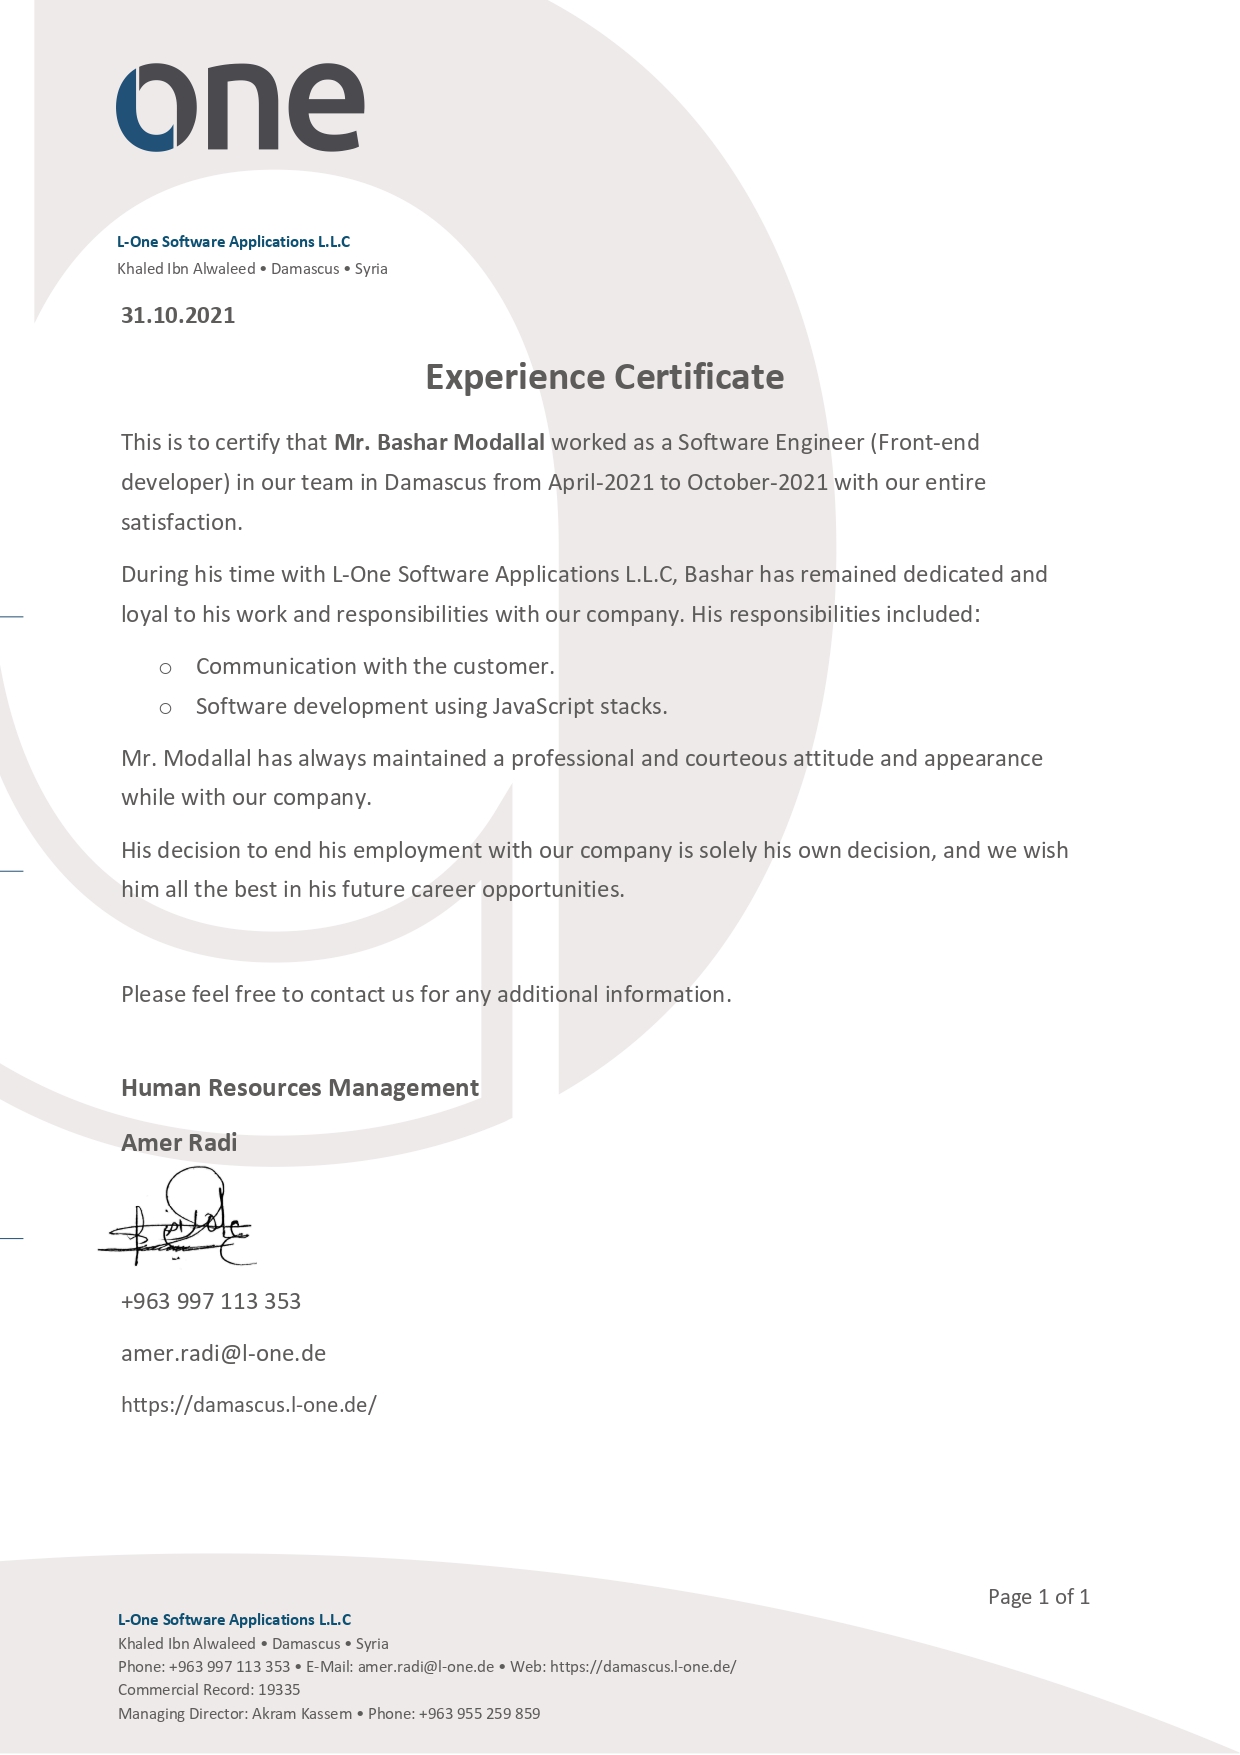 one
L-One Software Applications L.L.C
Khaled Ibn Alwaleed • Damascus • Syria
31.10.2021
Experience Certificate
This is to certify that Mr. Bashar Modallal worked as a Software Engineer (Front-end
developer) in our team in Damascus from April-2021 to October-2021 with our entire
satisfaction.
During his time with L-One Software Applications L.L.C, Bashar has remained dedicated and
loyal to his work and responsibilities with our company. His responsibilities included:
o Communication with the customer.
o Software development using JavaScript stacks.
Mr. Modallal has always maintained a professional and courteous attitude and appearance
while with our company.
His decision to end his employment with our company is solely his own decision, and we wish
him all the best in his future career opportunities.
Please feel free to contact us for any additional information.
Human Resources Management
Amer Radi
+963 997 113 353
amer.radi@l-one.de
https://damascus.l-one.de/
Page 1 of 1
L-One Software Applications L.L.C
Khaled Ibn Alwaleed • Damascus • Syria
Phone: +963 997 113 353 • E-Mail: amer.radi@l-one.de • Web: https://damascus.l-one.de/
Commercial Record: 19335
Managing Director: Akram Kassem • Phone: +963 955 259 859